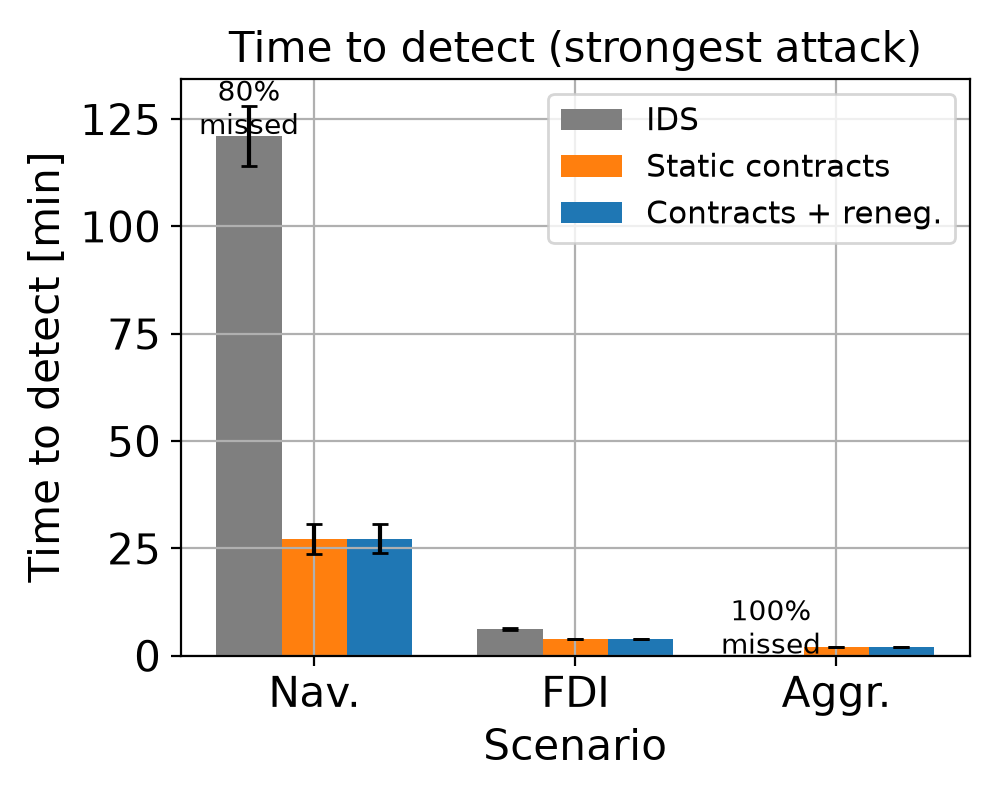 Time to detect (strongest attack)
80%
missed
IDS
Static contracts
Contracts + reneg.
125
100
75
50
25
0
Time to detect [min]
100%
missed
Nav.
FDI
Aggr.
Scenario